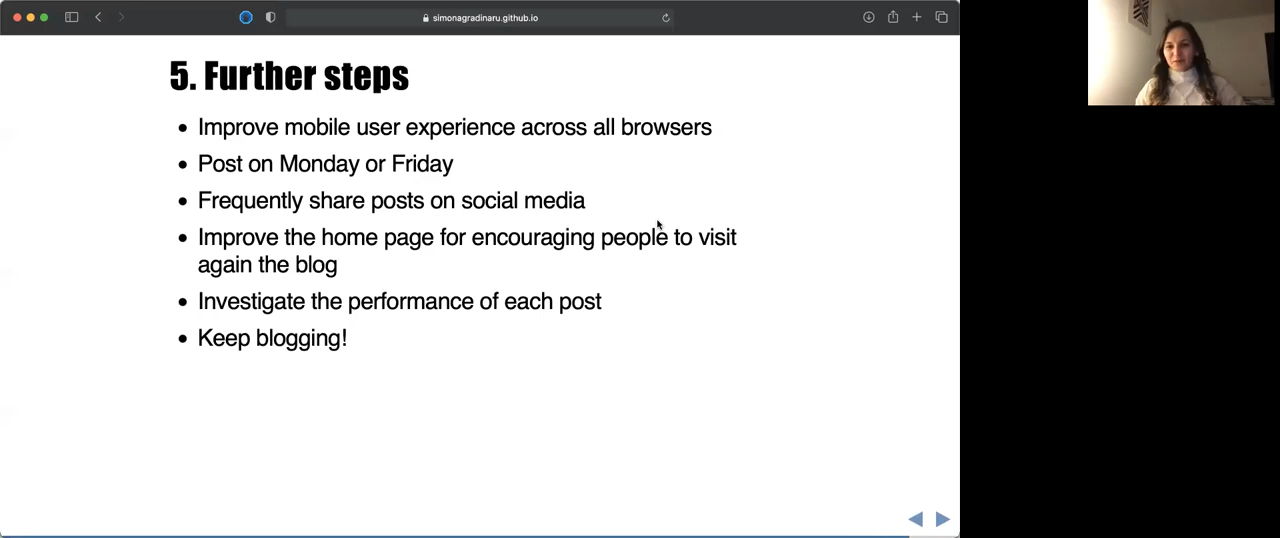 simonagradinaru.github.io
5. Further steps
• Improve mobile user experience across all browsers
• Post on Monday or Friday
• Frequently share posts on social media
• Improve the home page for encouraging people to visit
again the blog
• Investigate the performance of each post
• Keep blogging!